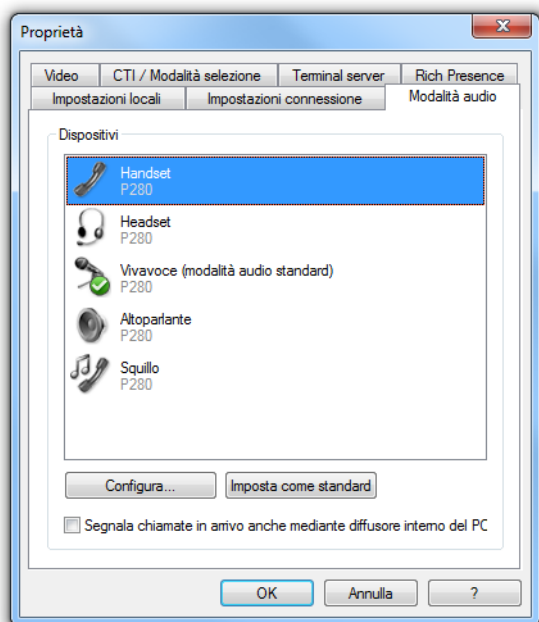 Proprietà
Video
CTI / Modalità selezione
Terminal server
Rich Presence
Impostazioni locali
Impostazioni connessione
Modalità audio
Dispositivi
Handset
P280
Headset
P280
Vivavoce (modalità audio standard)
P280
Altoparlante
P280
Squillo
P280
Configura...
Imposta come standard
Segnala chiamate in arrivo anche mediante diffusore interno del PC
OK
Annulla
?